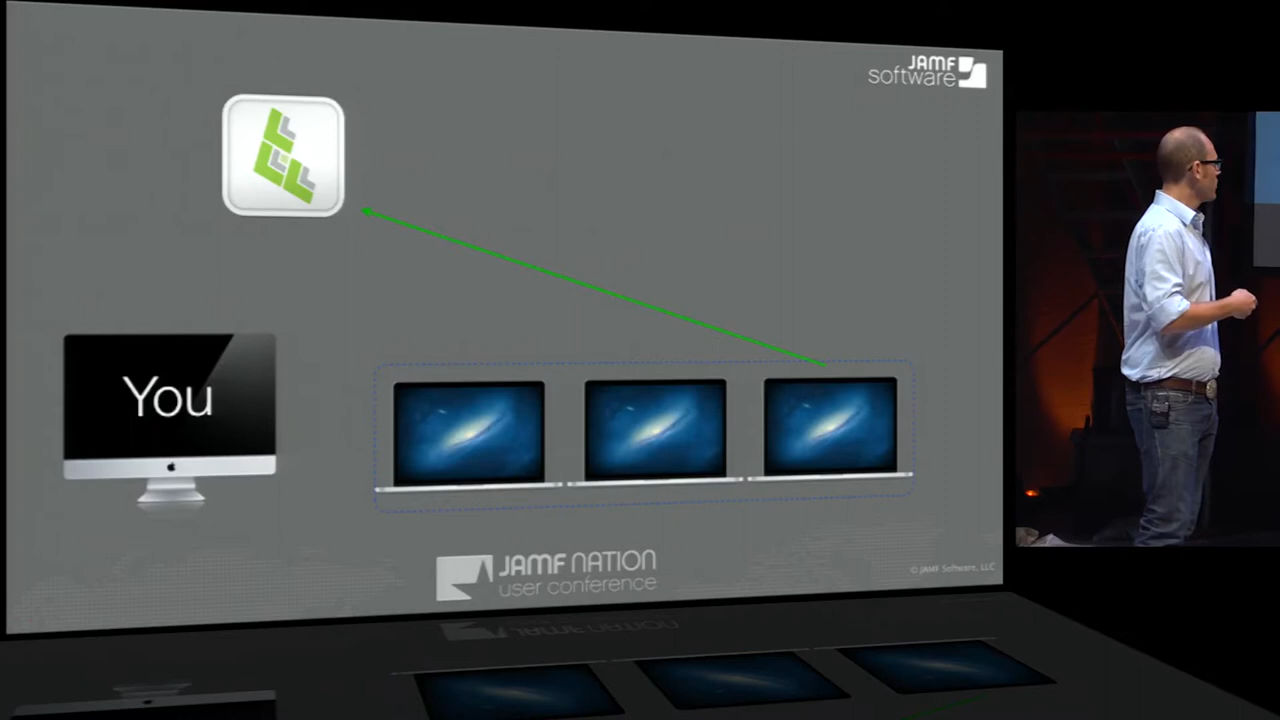 JAMF
software
You
JAMF NATION
user conference
© JAMF Software, LLC